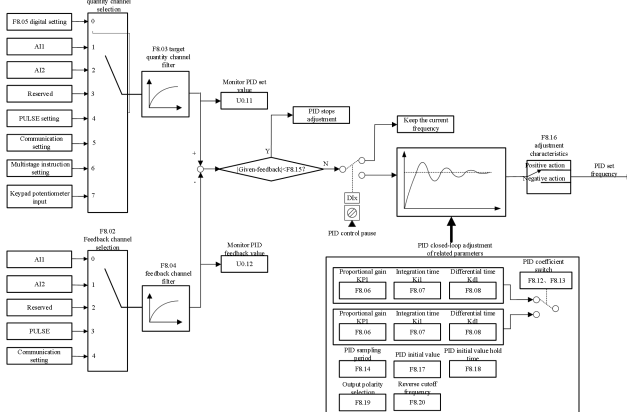 quantity channel
selection
F8.05 digital setting
0
AI1
1
AI2
2
Reserved
3
PULSE setting
4
Communication
setting
5
Multistage instruction
setting
6
Keypad potentiometer
input
7
F8.03 target
quantity channel
filter
Monitor PID set
value
U0.11
PID stops
adjustment
Keep the current
frequency
+
-
Y
|Given-feedback|<F8.15?
N
DIx
PID control pause
F8.16
adjustment
characteristics
Positive action
Negative action
PID set
frequency
F8.02
Feedback channel
selection
AI1
0
AI2
1
Reserved
2
PULSE
3
Communication
setting
4
F8.04
feedback channel
filter
Monitor PID
feedback value
U0.12
PID closed-loop adjustment
of related parameters
Proportional gain
KP1
F8.06
Integration time
Ki1
F8.07
Differential time
Kd1
F8.08
PID coefficient
switch
F8.12、F8.13
Proportional gain
KP1
F8.06
Integration time
Ki1
F8.07
Differential time
Kd1
F8.08
PID sampling
period
F8.14
PID initial value
F8.17
PID initial value hold
time
F8.18
Output polarity
selection
F8.19
Reverse cutoff
frequency
F8.20